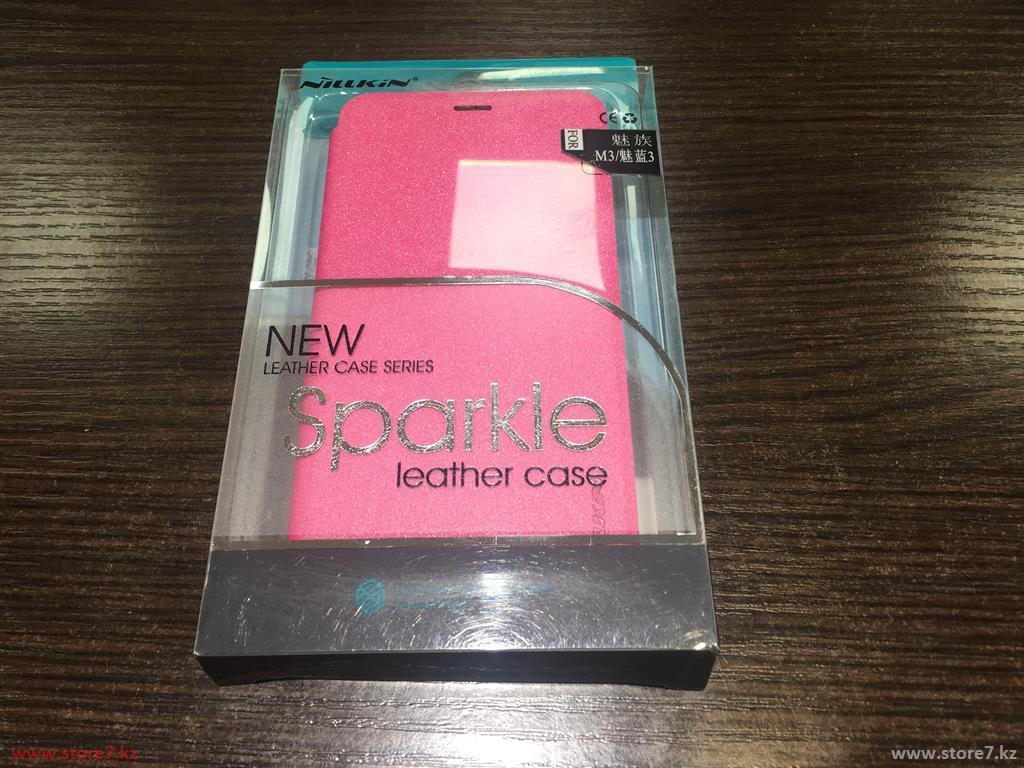 NILLKIN®
CE
FOR
魅族
M3/魅蓝3
NEW
LEATHER CASE SERIES
Sparkle
leather case
www.store7.kz
www.store7.kz